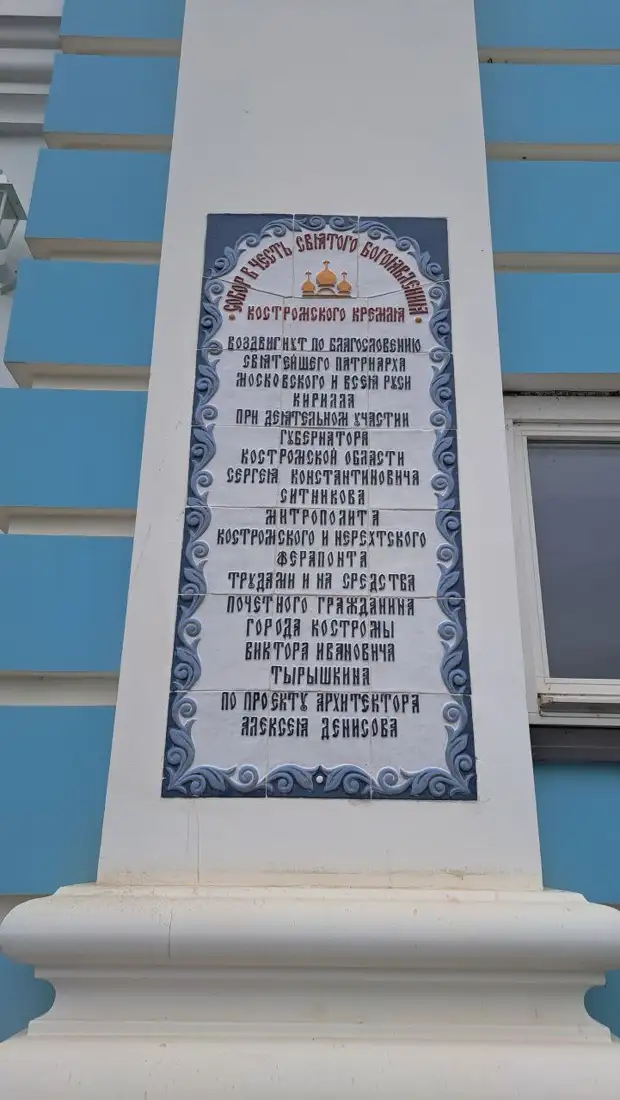 СОБОР В ЧЕСТЬ СВЯТОГО БОГОЯВЛЕНИЯ
КОСТРОМСКОГО КРЕМЛЯ
ВОЗДВИГНУТ ПО БЛАГОСЛОВЕНИЮ
СВЯТЕЙШЕГО ПАТРИАРХА
МОСКОВСКОГО И ВСЕЯ РУСИ
КИРИЛЛА
ПРИ ДЕЯТЕЛЬНОМ УЧАСТИИ
ГУБЕРНАТОРА
КОСТРОМСКОЙ ОБЛАСТИ
СЕРГЕЯ КОНСТАНТИНОВИЧА
СИТНИКОВА
МИТРОПОЛИТА
КОСТРОМСКОГО И НЕРЕХТСКОГО
ФЕРАПОНТА
ТРУДАМИ И НА СРЕДСТВА
ПОЧЕТНОГО ГРАЖДАНИНА
ГОРОДА КОСТРОМЫ
ВИКТОРА ИВАНОВИЧА
ТЫРЫШКИНА
ПО ПРОЕКТУ АРХИТЕКТОРА
АЛЕКСЕЯ ДЕНИСОВА